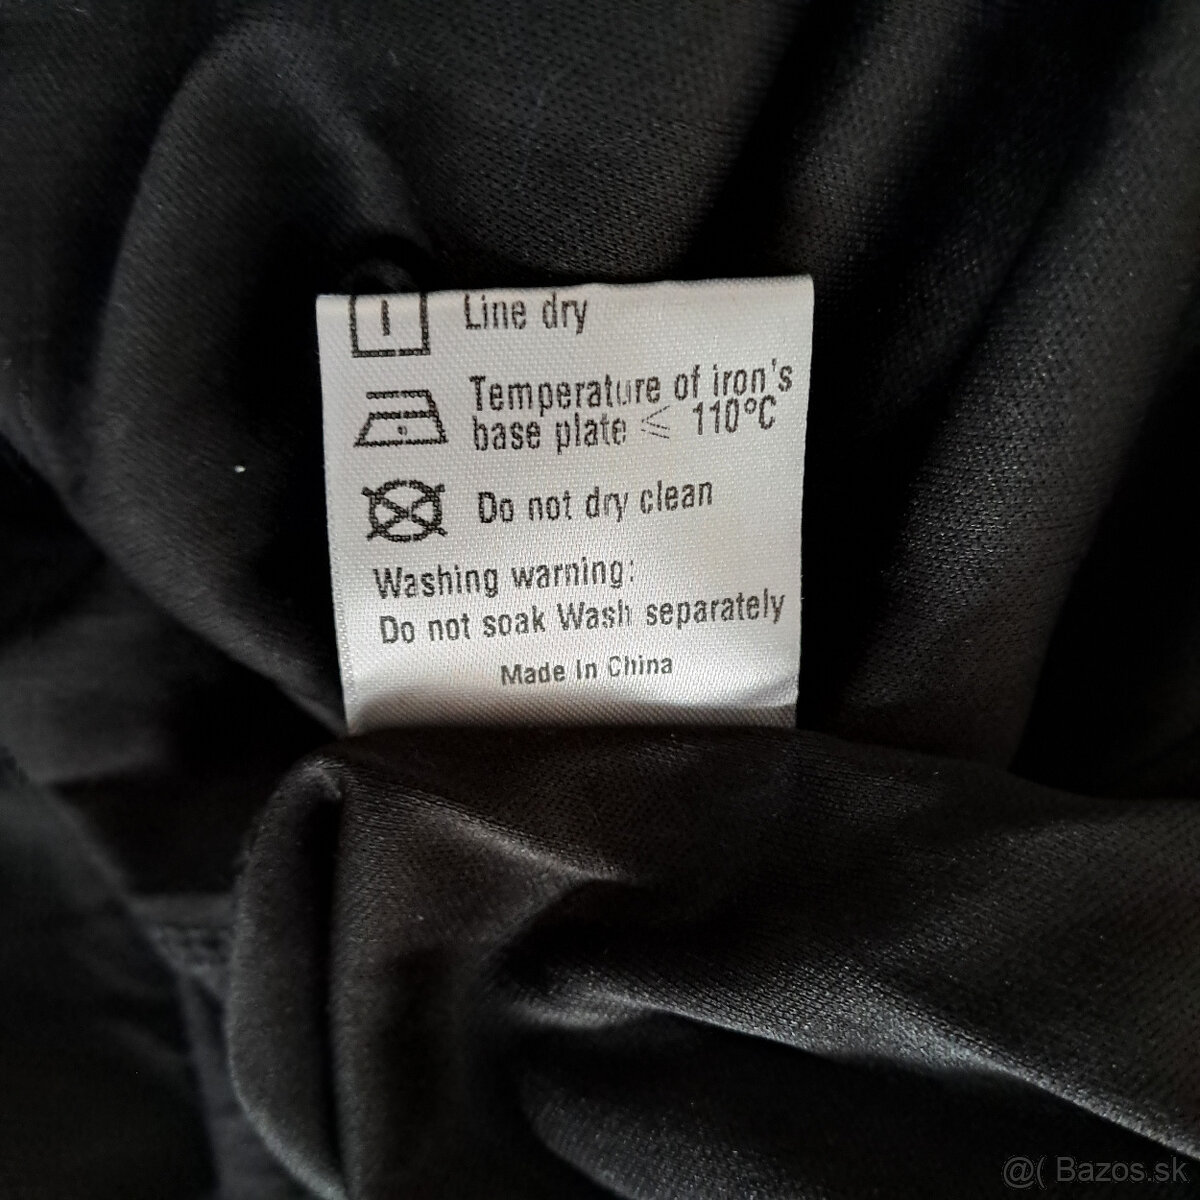 Line dry
Temperature of iron's
base plate ⩽ 110°C
Do not dry clean
Washing warning:
Do not soak Wash separately
Made In China
@( Bazos.sk